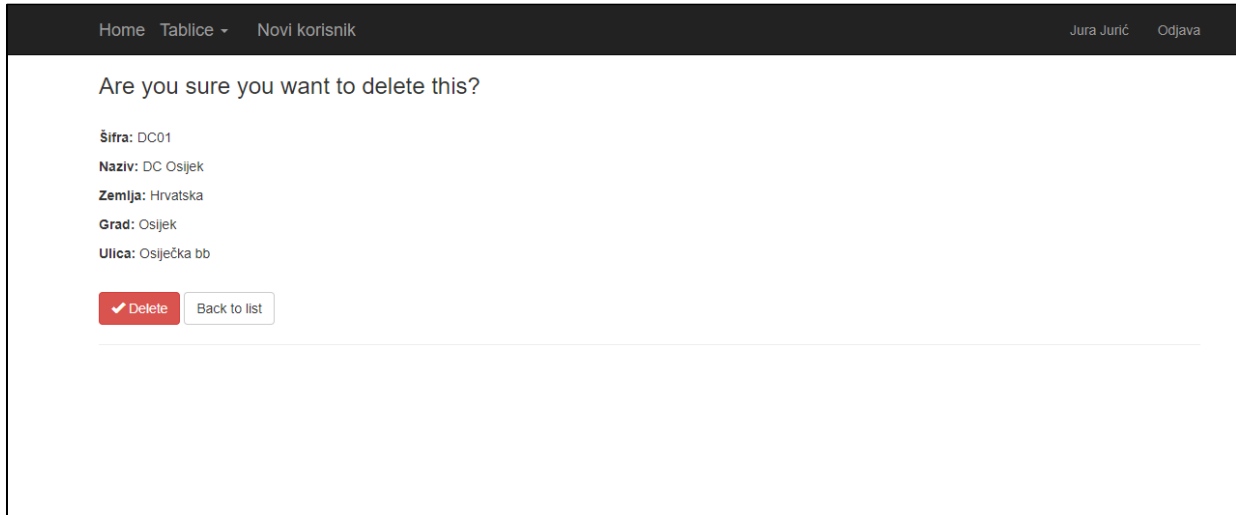 Home Tablice Novi korisnik Jura Jurić Odjava
Are you sure you want to delete this?
Šifra: DC01
Naziv: DC Osijek
Zemlja: Hrvatska
Grad: Osijek
Ulica: Osiječka bb
Delete Back to list